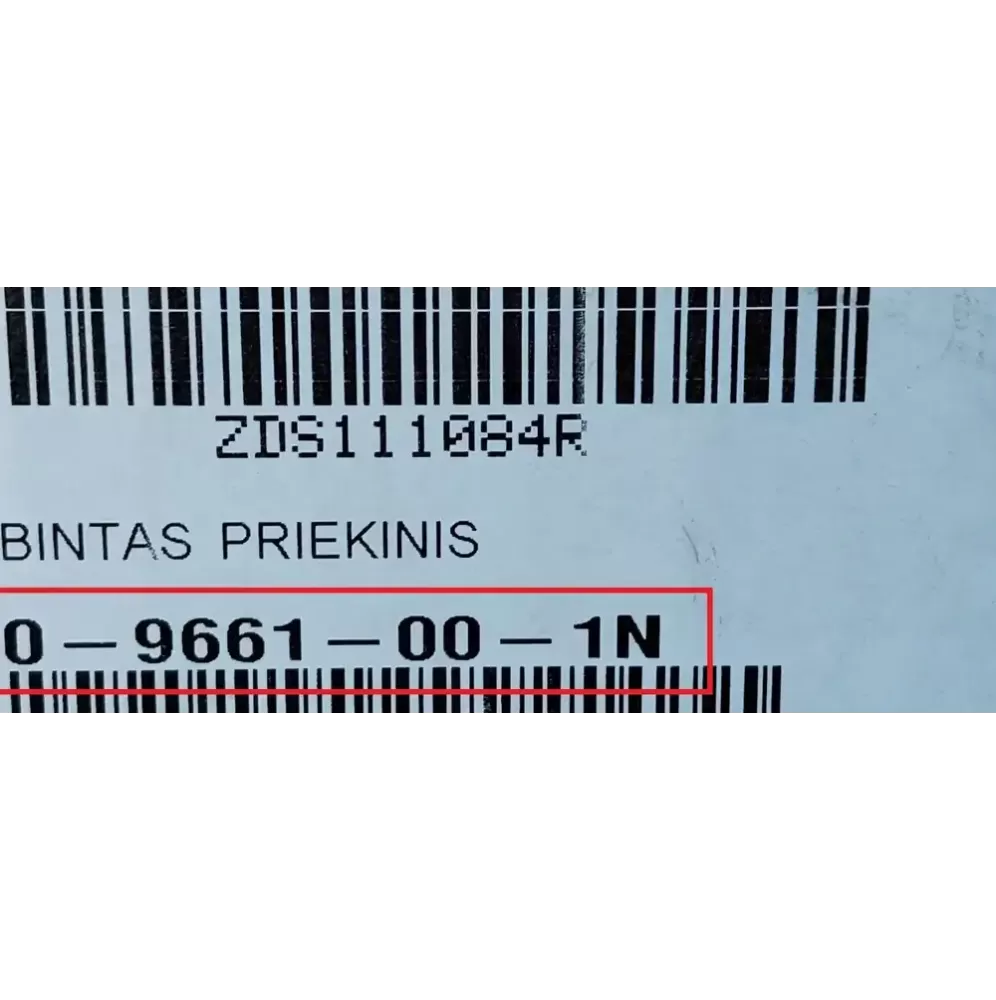 ZDS111084R
BINTAS PRIEKINIS
0-9661-00-1N